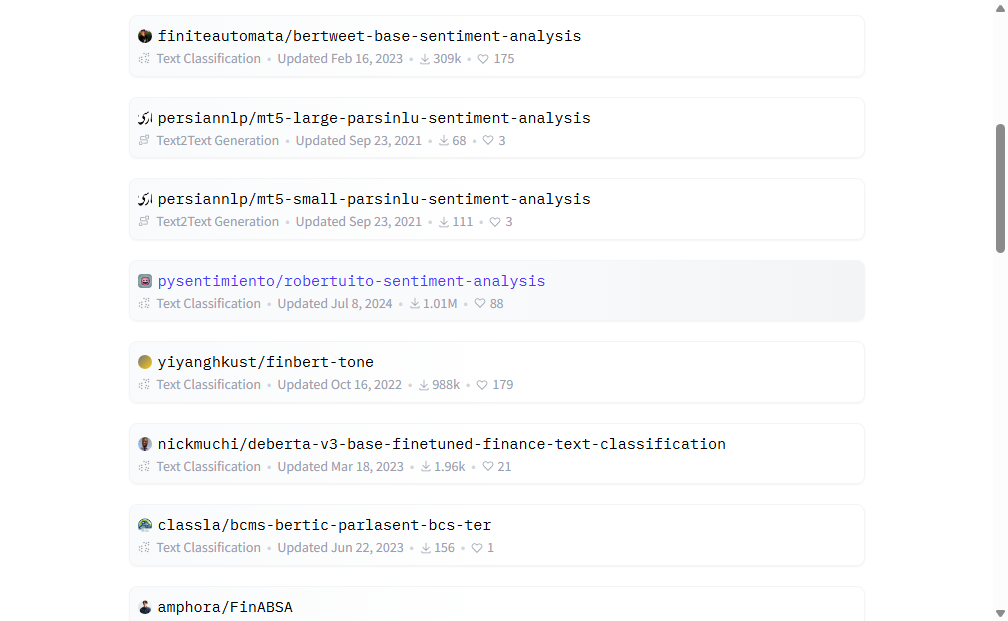 finiteautomata/bertweet-base-sentiment-analysis
Text Classification • Updated Feb 16, 2023 • 309k • 175
persiannlp/mt5-large-parsinlu-sentiment-analysis
Text2Text Generation • Updated Sep 23, 2021 • 68 • 3
persiannlp/mt5-small-parsinlu-sentiment-analysis
Text2Text Generation • Updated Sep 23, 2021 • 111 • 3
pysentimiento/robertuito-sentiment-analysis
Text Classification • Updated Jul 8, 2024 • 1.01M • 88
yiyanghkust/finbert-tone
Text Classification • Updated Oct 16, 2022 • 988k • 179
nickmuchi/deberta-v3-base-finetuned-finance-text-classification
Text Classification • Updated Mar 18, 2023 • 1.96k • 21
classla/bcms-bertic-parlasent-bcs-ter
Text Classification • Updated Jun 22, 2023 • 156 • 1
amphora/FinABSA